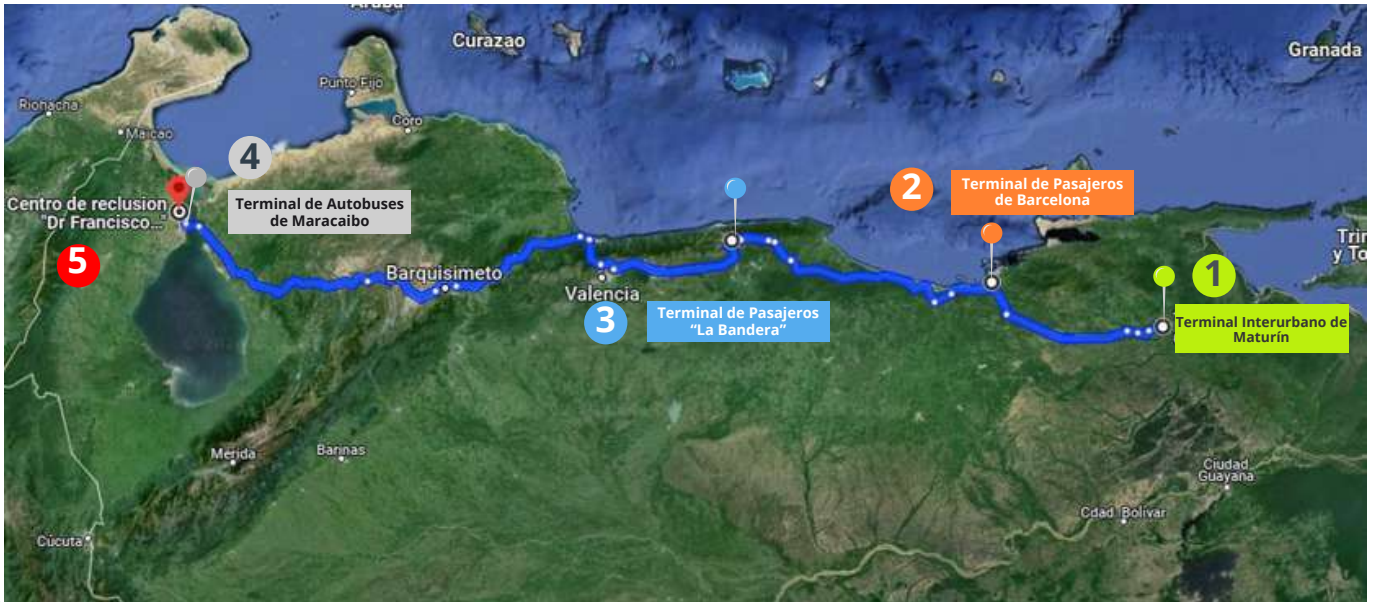 Aruba
Curazao
Granada
Punto Fijo
Riohacha
Maicao
Coro
4
2
Terminal de Pasajeros
de Barcelona
Centro de reclusion
"Dr Francisco...
Terminal de Autobuses
de Maracaibo
5
Barquisimeto
Valencia
3
Terminal de Pasajeros
“La Bandera”
1
Terminal Interurbano de
Maturín
Trin
y To
Mérida
Barinas
Ciudad
Guayana
Cdad. Bolívar
Cúcuta